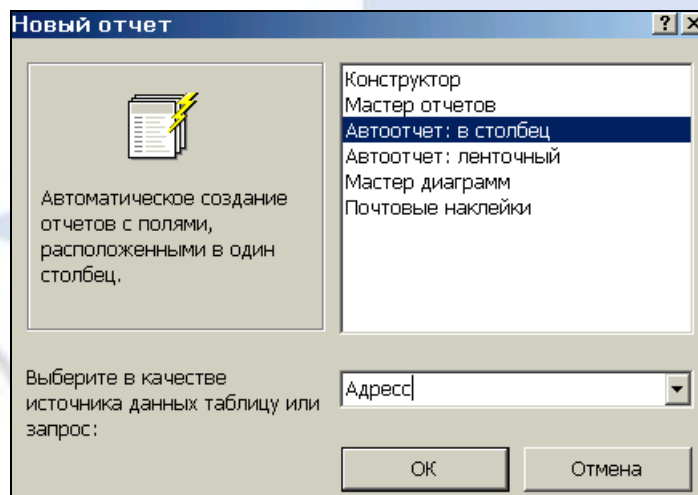 Новый отчет
Конструктор
Мастер отчетов
Автоотчет: в столбец
Автоотчет: ленточный
Мастер диаграмм
Почтовые наклейки
Автоматическое создание
отчетов с полями,
расположенными в один
столбец.
Выберите в качестве
источника данных таблицу или
запрос:
Адресс
ОК
Отмена